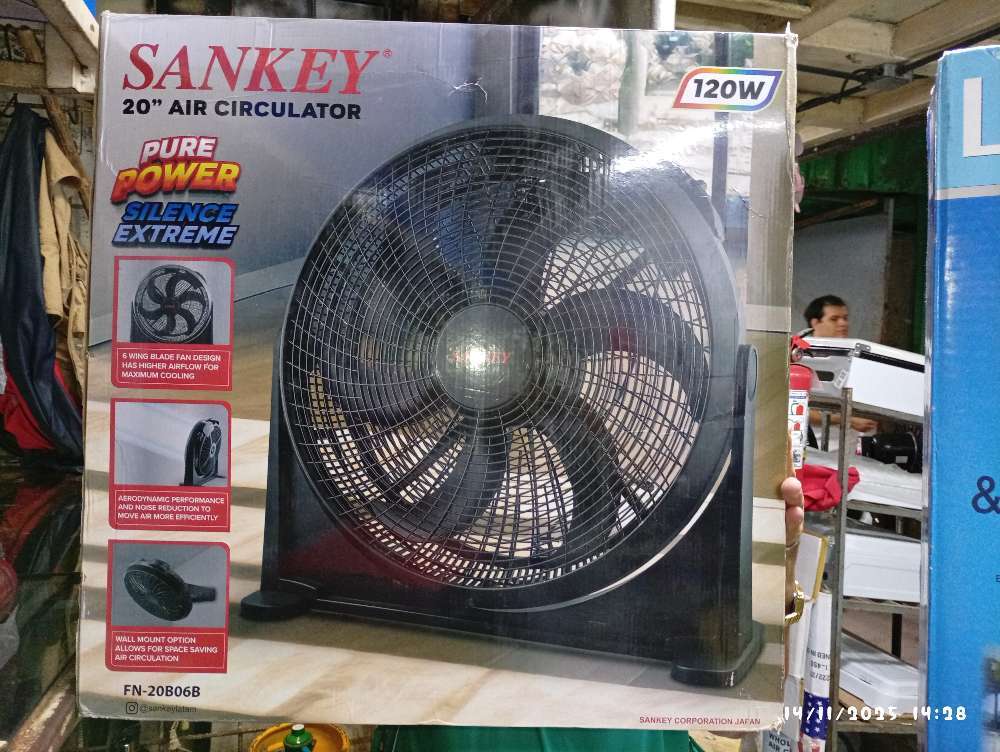 SANKEY®
20" AIR CIRCULATOR
120W
PURE
POWER
SILENCE
EXTREME
6 WING BLADE FAN DESIGN
HAS HIGHER AIRFLOW FOR
MAXIMUM COOLING
AERODYNAMIC PERFORMANCE
AND NOISE REDUCTION TO
MOVE AIR MORE EFFICIENTLY
WALL MOUNT OPTION
ALLOWS FOR SPACE SAVING
AIR CIRCULATION
FN-20B06B
@sankeylatam
SANKEY
SANKEY CORPORATION JAPAN
L
&
14/11/2025 14:28